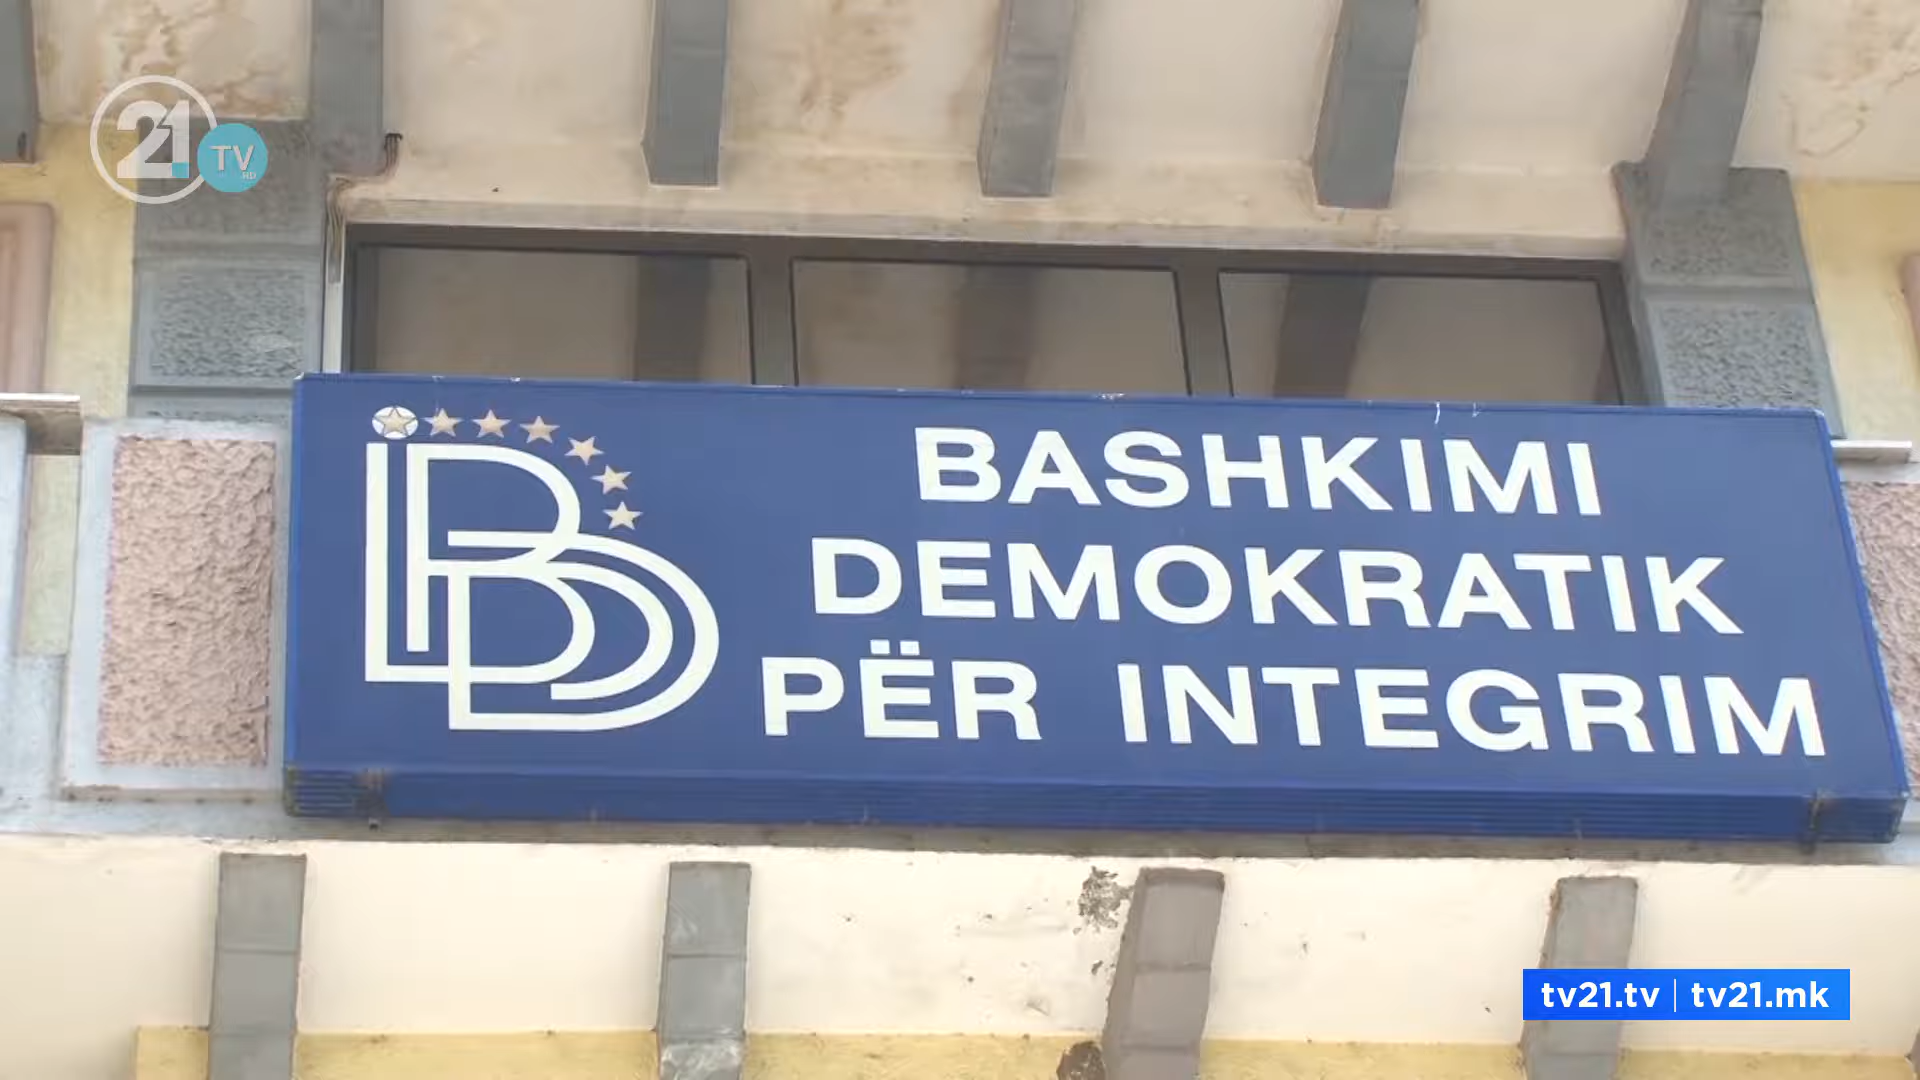 21.
TV
BASHKIMI
DEMOKRATIK
PËR INTEGRIM
tv21.tv | tv21.mk